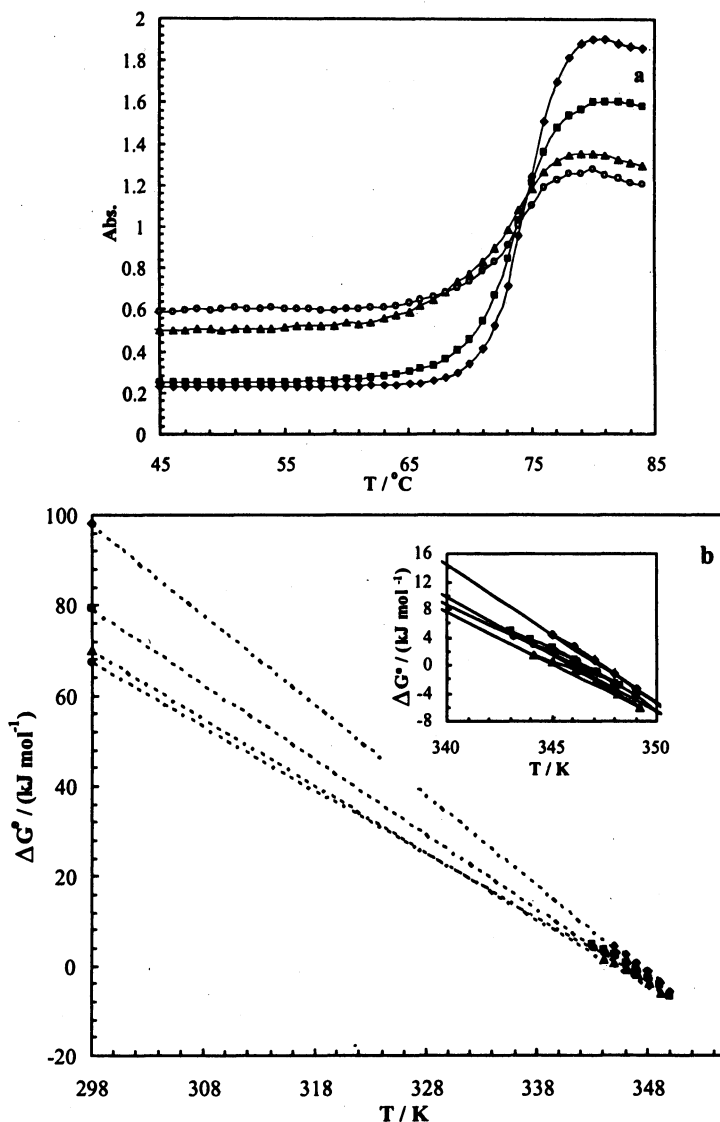 2
1.8
1.6
1.4
1.2
1
0.8
0.6
0.4
0.2
0
Abs.
a
45 55 65 75 85
T / °C
100
80
60
40
20
0
-20
ΔG° / (kJ mol⁻¹)
b
16
12
8
4
0
-4
-8
ΔG° / (kJ mol⁻¹)
340 345 350
T / K
298 308 318 328 338 348
T / K